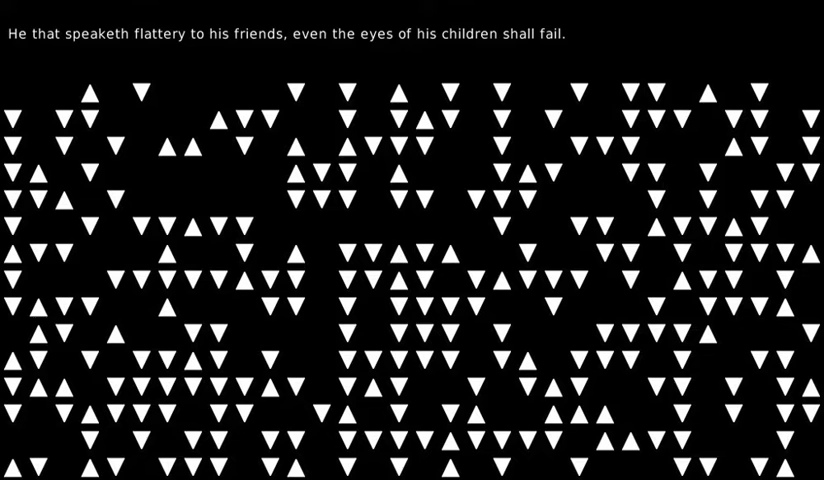 He that speaketh flattery to his friends, even the eyes of his children shall fail.